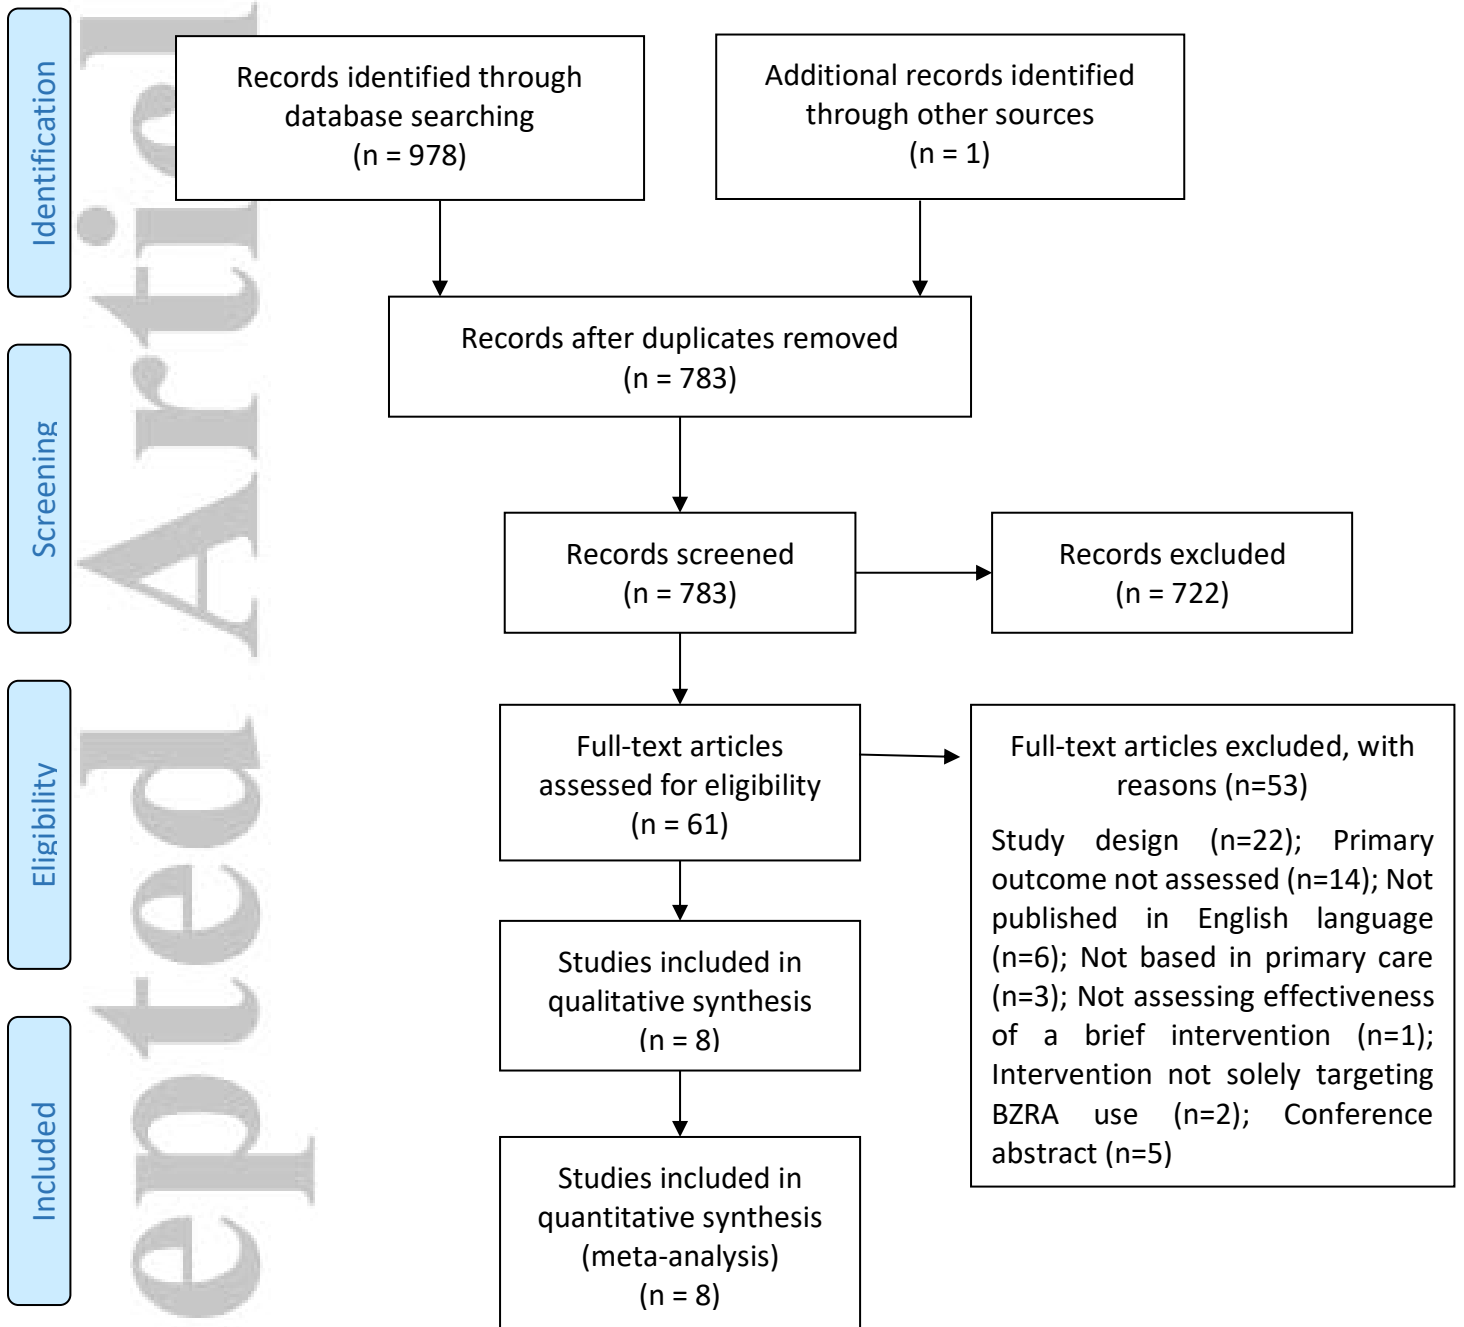 Identification
Records identified through
database searching
(n = 978)
Additional records identified
through other sources
(n = 1)
Records after duplicates removed
(n = 783)
Screening
Records screened
(n = 783)
Records excluded
(n = 722)
Eligibility
Full-text articles
assessed for eligibility
(n = 61)
Full-text articles excluded, with
reasons (n=53)
Study design (n=22); Primary
outcome not assessed (n=14); Not
published in English language
(n=6); Not based in primary care
(n=3); Not assessing effectiveness
of a brief intervention (n=1);
Intervention not solely targeting
BZRA use (n=2); Conference
abstract (n=5)
Studies included in
qualitative synthesis
(n = 8)
Included
Studies included in
quantitative synthesis
(meta-analysis)
(n = 8)
epted Articl